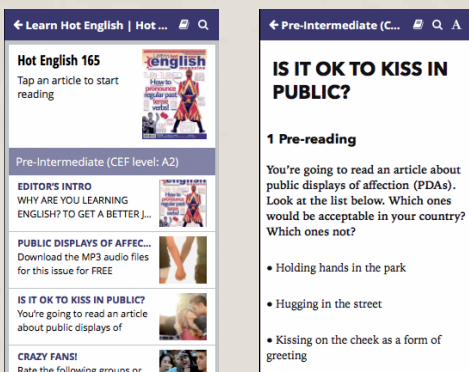 Learn Hot English | Hot ...
Hot English 165
Tap an article to start
reading
english
magazine
How to
pronounce
regular past
tense
verbs!
Pre-Intermediate (CEF level: A2)
EDITOR'S INTRO
WHY ARE YOU LEARNING
ENGLISH? TO GET A BETTER J...
PUBLIC DISPLAYS OF AFFEC...
Download the MP3 audio files
for this issue for FREE
IS IT OK TO KISS IN PUBLIC?
You're going to read an article
about public displays of
CRAZY FANS!
Rate the following groups or
Pre-Intermediate (C...
A
IS IT OK TO KISS IN
PUBLIC?
1 Pre-reading
You're going to read an article about
public displays of affection (PDAs).
Look at the list below. Which ones
would be acceptable in your country?
Which ones not?
• Holding hands in the park
• Hugging in the street
• Kissing on the cheek as a form of
greeting